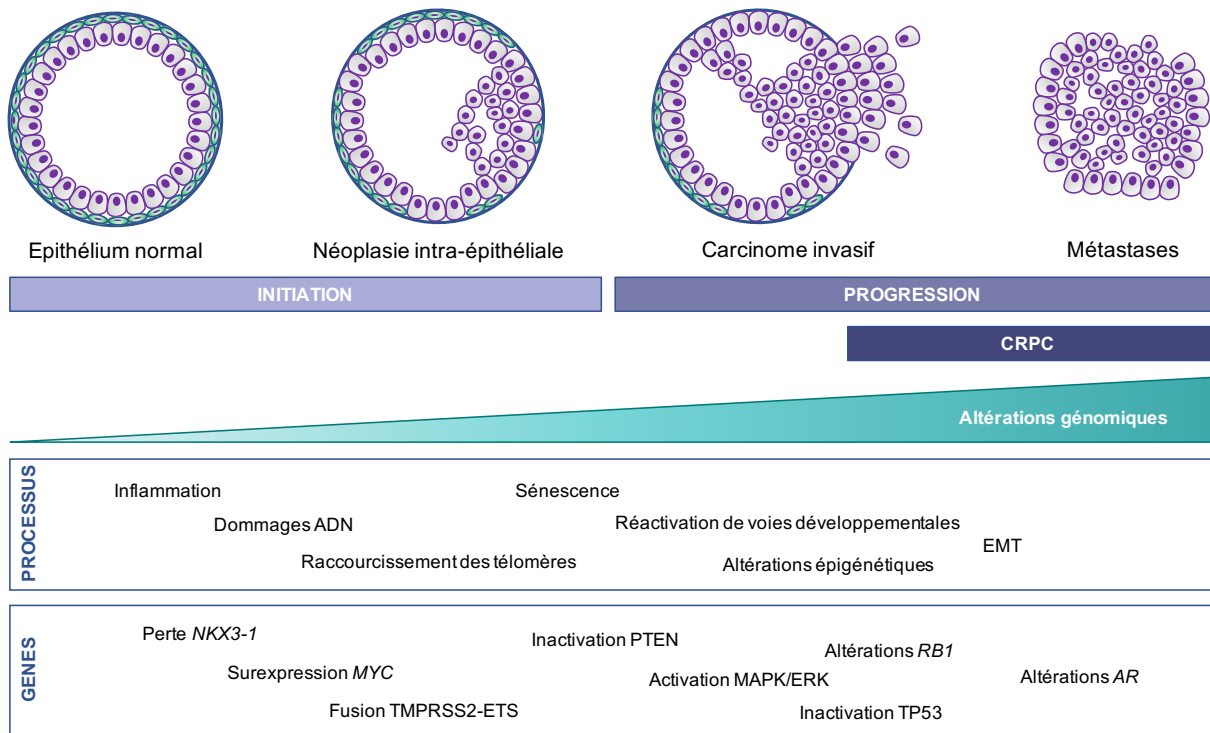 Epithélium normal
Néoplasie intra-épithéliale
Carcinome invasif
Métastases
INITIATION
PROGRESSION
CRPC
Altérations génomiques
PROCESSUS
Inflammation
Sénescence
Dommages ADN
Réactivation de voies développementales
EMT
Raccourcissement des télomères
Altérations épigénétiques
GENES
Perte NKX3-1
Inactivation PTEN
Altérations RB1
Surexpression MYC
Activation MAPK/ERK
Altérations AR
Fusion TMPRSS2-ETS
Inactivation TP53